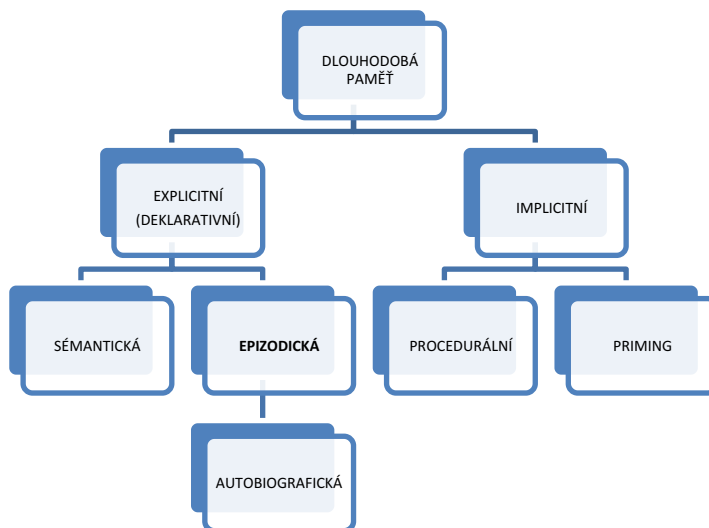 DLOUHODOBÁ
PAMĚŤ
EXPLICITNÍ
(DEKLARATIVNÍ)
IMPLICITNÍ
SÉMANTICKÁ
EPIZODICKÁ
PROCEDURÁLNÍ
PRIMING
AUTOBIOGRAFICKÁ